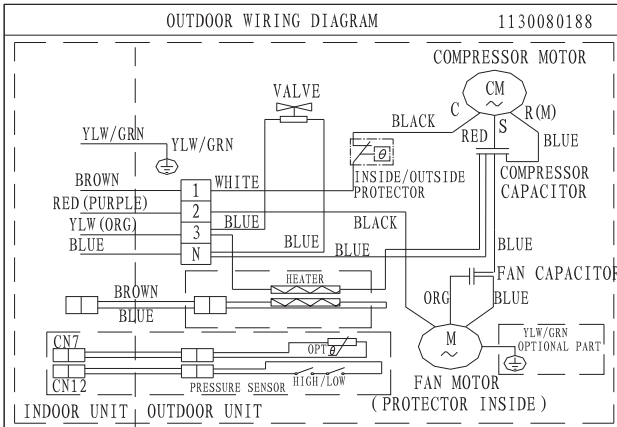 OUTDOOR WIRING DIAGRAM 1130080188
COMPRESSOR MOTOR
VALVE
CM
C
R(M)
S
BLACK
RED
BLUE
YLW/GRN
YLW/GRN
θ
INSIDE/OUTSIDE
PROTECTOR
COMPRESSOR
CAPACITOR
BROWN
1
WHITE
RED(PURPLE)
2
BLUE
BLACK
YLW(ORG)
3
BLUE
N
BLUE
BLUE
BLUE
HEATER
FAN CAPACITOR
BROWN
BLUE
ORG
BLUE
CN7
OPT
θ
M
YLW/GRN
OPTIONAL PART
CN12
PRESSURE SENSOR
HIGH/LOW
FAN MOTOR
(PROTECTOR INSIDE)
INDOOR UNIT
OUTDOOR UNIT